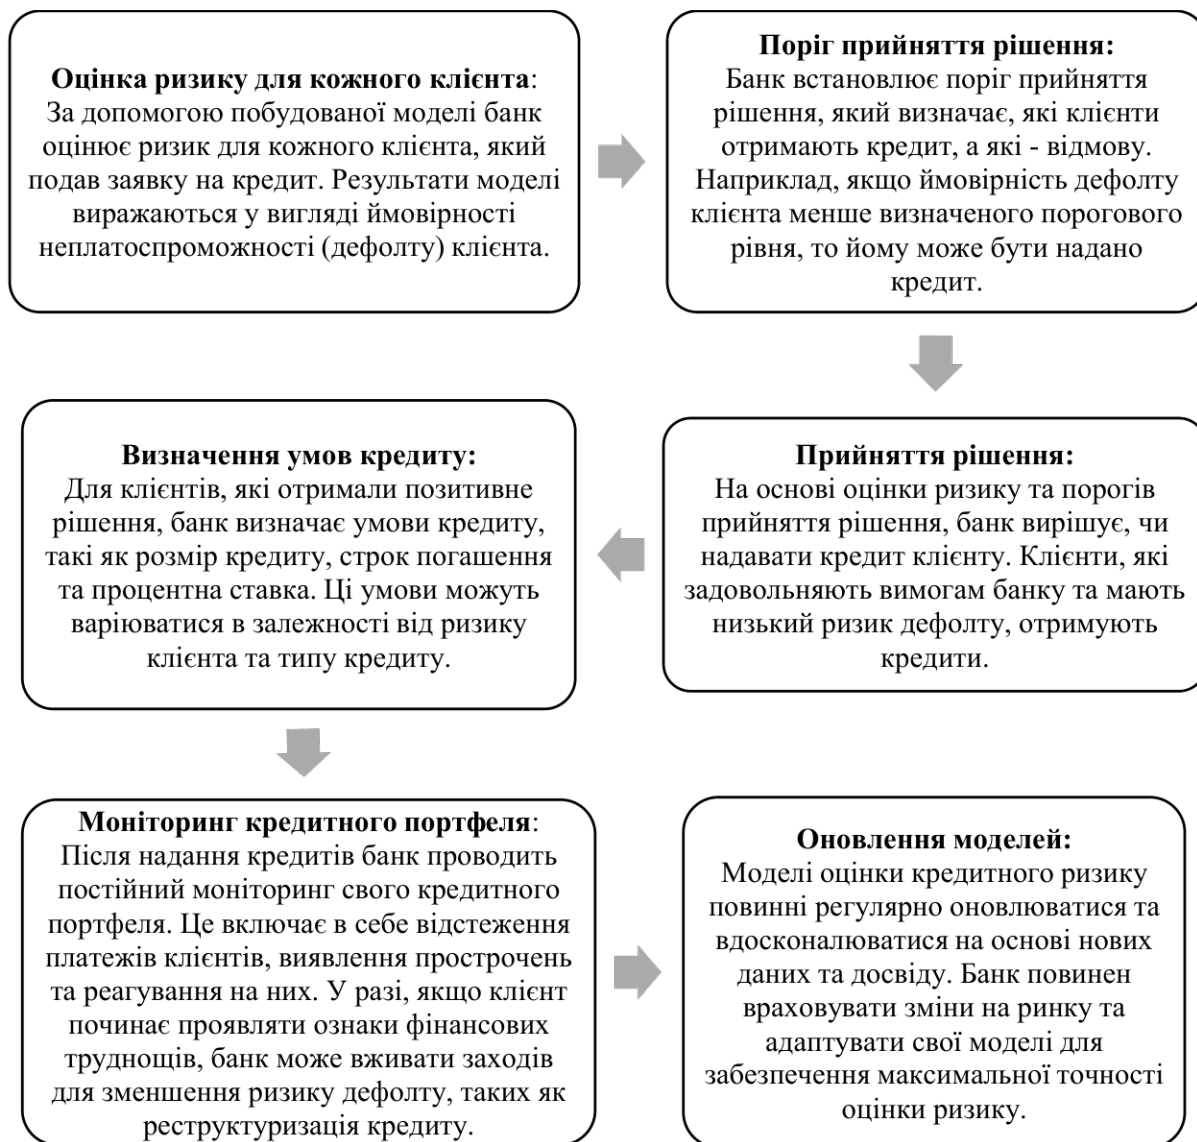 Оцінка ризику для кожного клієнта:
За допомогою побудованої моделі банк
оцінює ризик для кожного клієнта, який
подав заявку на кредит. Результати моделі
виражаються у вигляді ймовірності
неплатоспроможності (дефолту) клієнта.
Поріг прийняття рішення:
Банк встановлює поріг прийняття
рішення, який визначає, які клієнти
отримають кредит, а які - відмову.
Наприклад, якщо ймовірність дефолту
клієнта менше визначеного порогового
рівня, то йому може бути надано
кредит.
Прийняття рішення:
На основі оцінки ризику та порогів
прийняття рішення, банк вирішує, чи
надавати кредит клієнту. Клієнти, які
задовольняють вимогам банку та мають
низький ризик дефолту, отримують
кредити.
Визначення умов кредиту:
Для клієнтів, які отримали позитивне
рішення, банк визначає умови кредиту,
такі як розмір кредиту, строк погашення
та процентна ставка. Ці умови можуть
варіюватися в залежності від ризику
клієнта та типу кредиту.
Моніторинг кредитного портфеля:
Після надання кредитів банк проводить
постійний моніторинг свого кредитного
портфеля. Це включає в себе відстеження
платежів клієнтів, виявлення прострочень
та реагування на них. У разі, якщо клієнт
починає проявляти ознаки фінансових
труднощів, банк може вживати заходів
для зменшення ризику дефолту, таких як
реструктуризація кредиту.
Оновлення моделей:
Моделі оцінки кредитного ризику
повинні регулярно оновлюватися та
вдосконалюватися на основі нових
даних та досвіду. Банк повинен
враховувати зміни на ринку та
адаптувати свої моделі для
забезпечення максимальної точності
оцінки ризику.